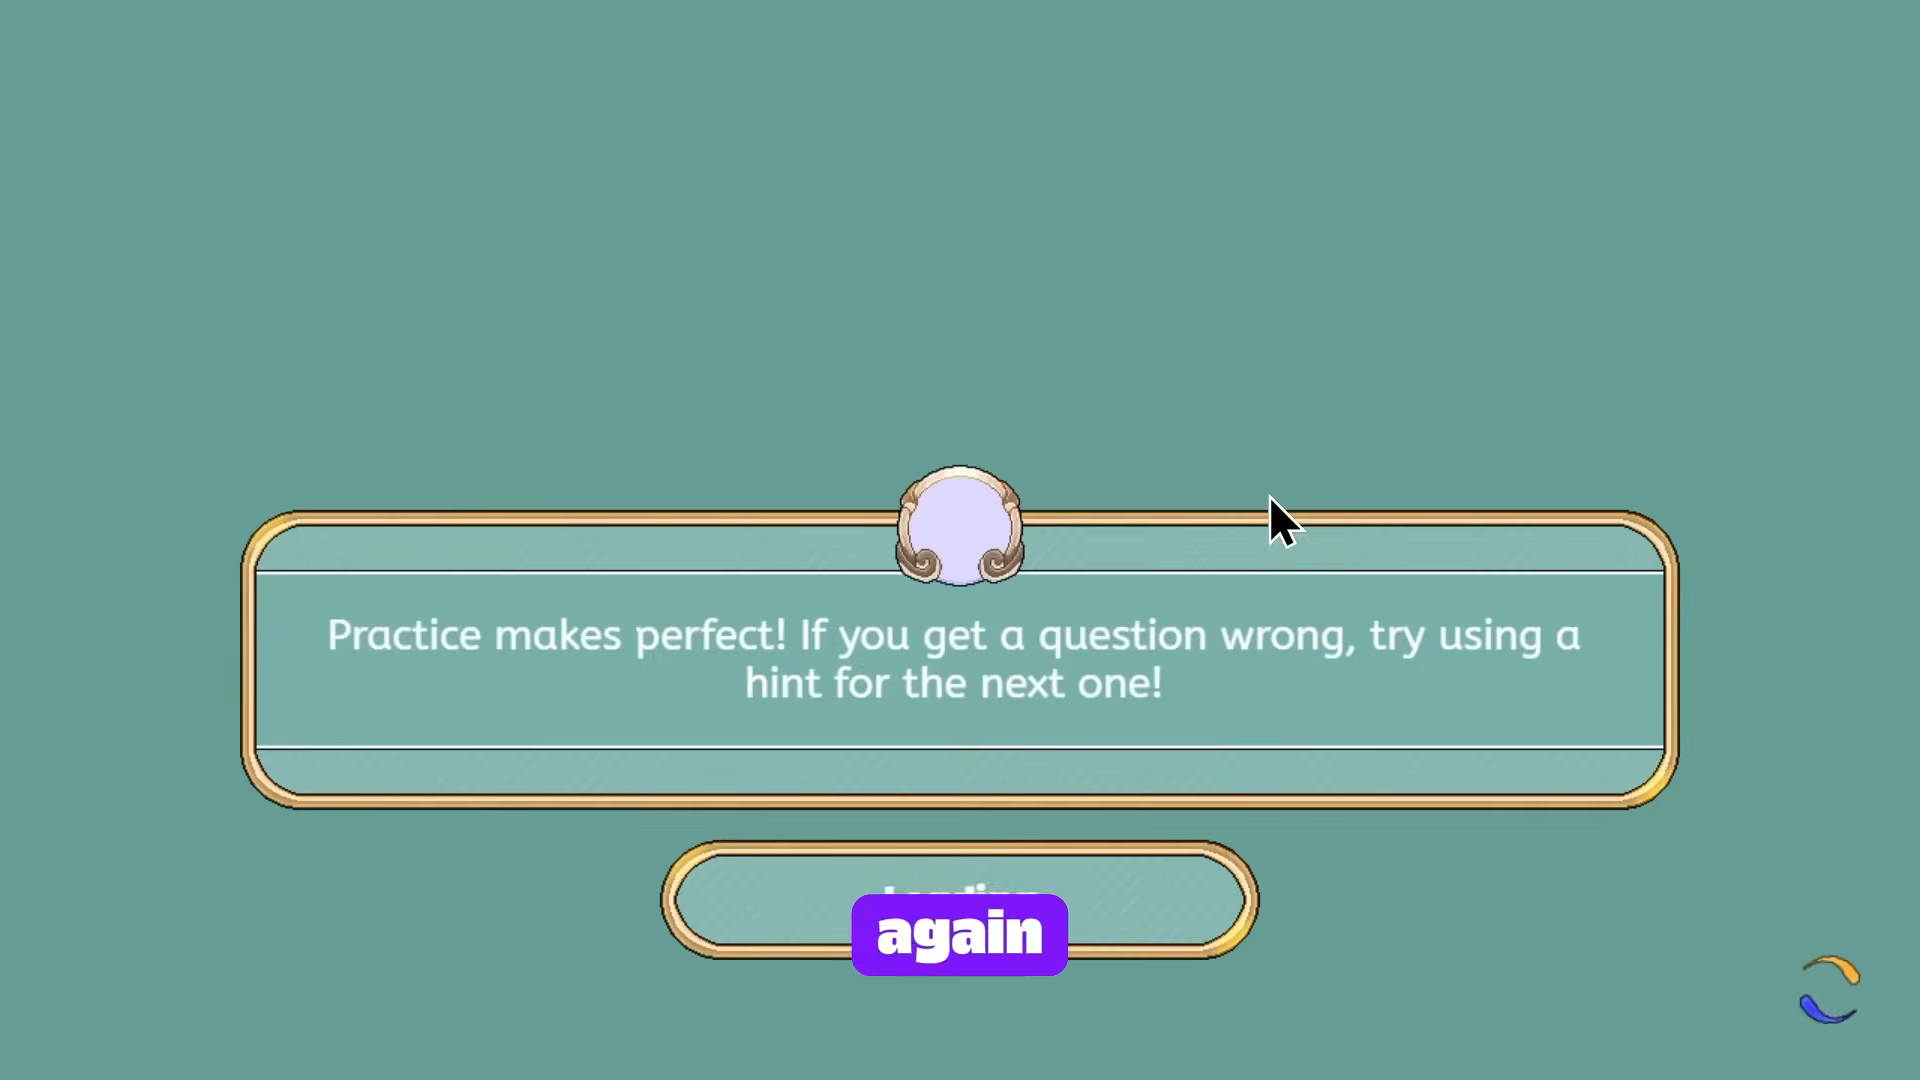 Practice makes perfect! If you get a question wrong, try using a
hint for the next one!
again